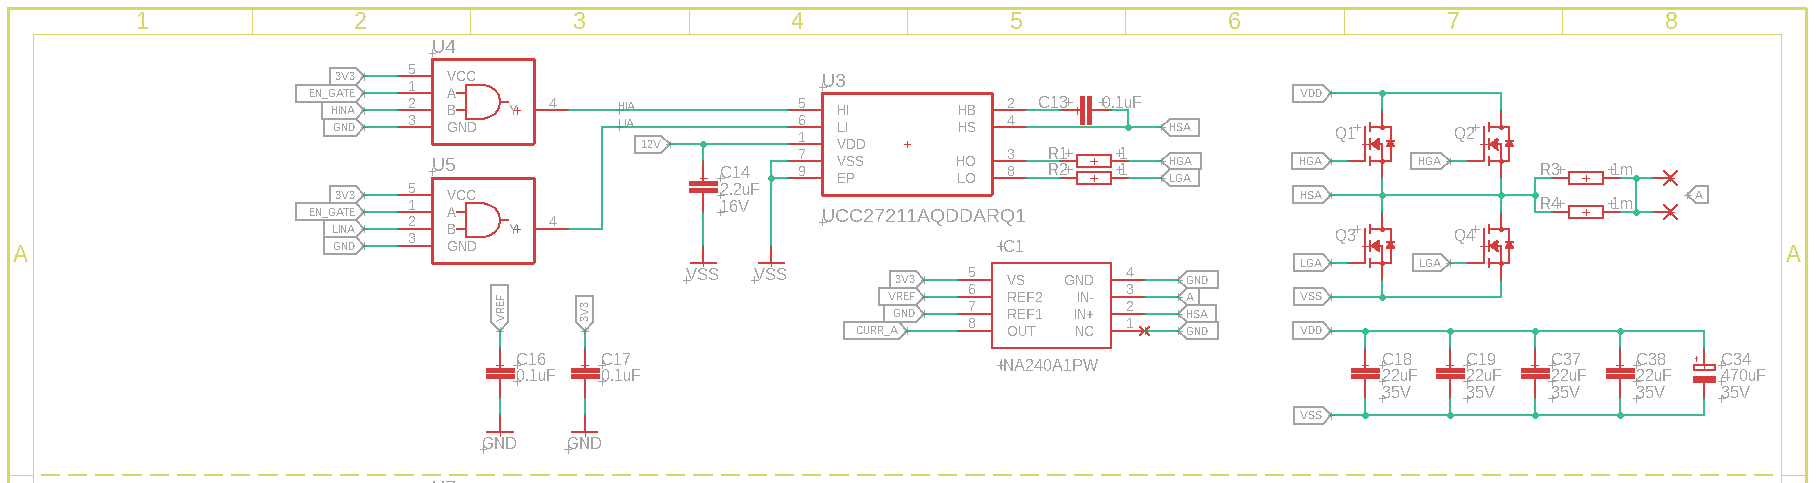 1 2 3 4 5 6 7 8
A
A
U4
3V3 5 VCC
EN_GATE 1 A
HINA 2 B Y 4 HIA
GND 3 GND
U5
3V3 5 VCC
EN_GATE 1 A
LINA 2 B Y 4 LIA
GND 3 GND
12V
C14
2.2uF
16V
VSS
VSS
U3
5 HI HB 2
6 LI HS 4
1 VDD
7 VSS HO 3
9 EP LO 8
UCC27211AQDDARQ1
C13 0.1uF
HSA
R1 1 HGA
R2 1 LGA
VREF
C16
0.1uF
GND
3V3
C17
0.1uF
GND
IC1
3V3 5 VS GND 4 GND
VREF 6 REF2 IN- 3 A
GND 7 REF1 IN+ 2 HSA
CURR_A 8 OUT NC 1 GND
INA240A1PW
VDD
Q1 Q2
HGA HGA
HSA
R3 1m
R4 1m
A
Q3 Q4
LGA LGA
VSS
VDD
C18 C19 C37 C38 C34
22uF 22uF 22uF 22uF 470uF
35V 35V 35V 35V 35V
VSS